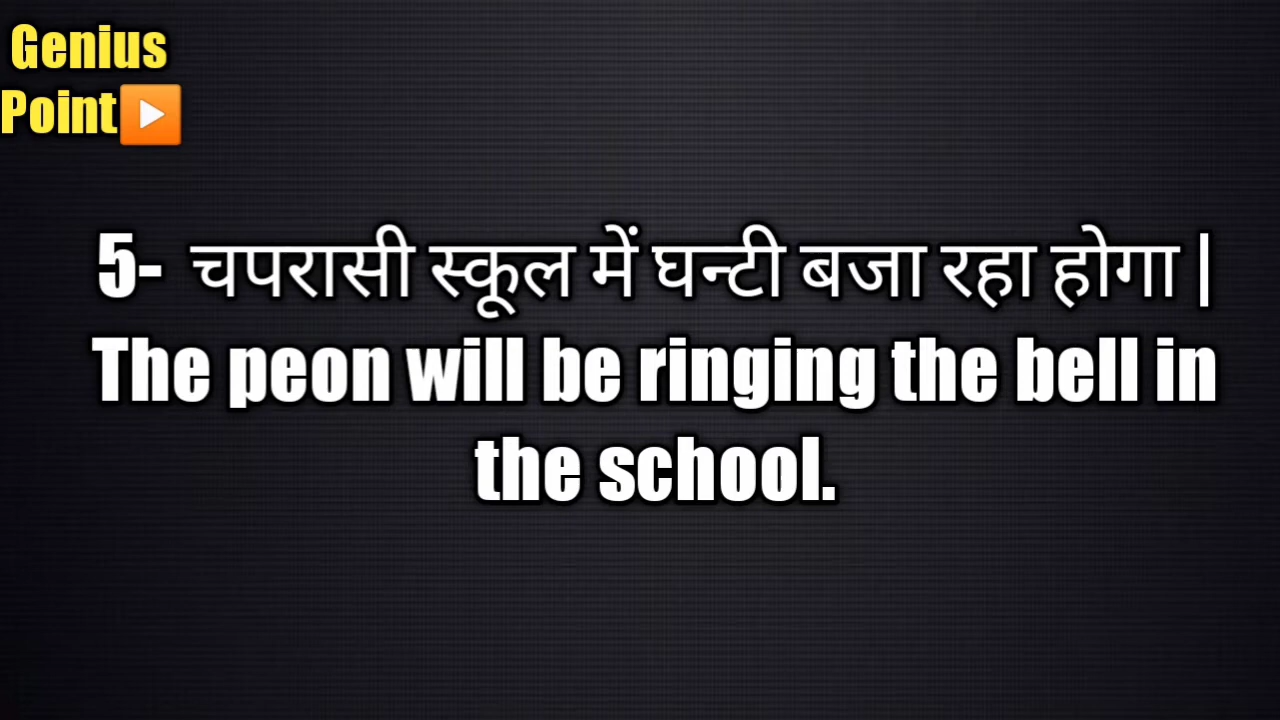 Genius
Point
5- चपरासी स्कूल में घन्टी बजा रहा होगा |
The peon will be ringing the bell in
the school.